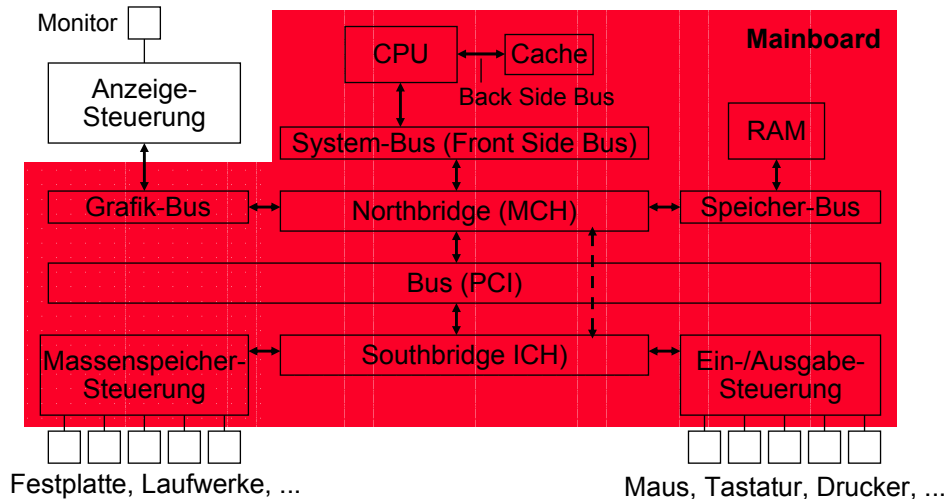 Monitor
Mainboard
CPU
Cache
Back Side Bus
Anzeige-
Steuerung
System-Bus (Front Side Bus)
RAM
Grafik-Bus
Northbridge (MCH)
Speicher-Bus
Bus (PCI)
Massenspeicher-
Steuerung
Southbridge ICH)
Ein-/Ausgabe-
Steuerung
Festplatte, Laufwerke, ...
Maus, Tastatur, Drucker, ...